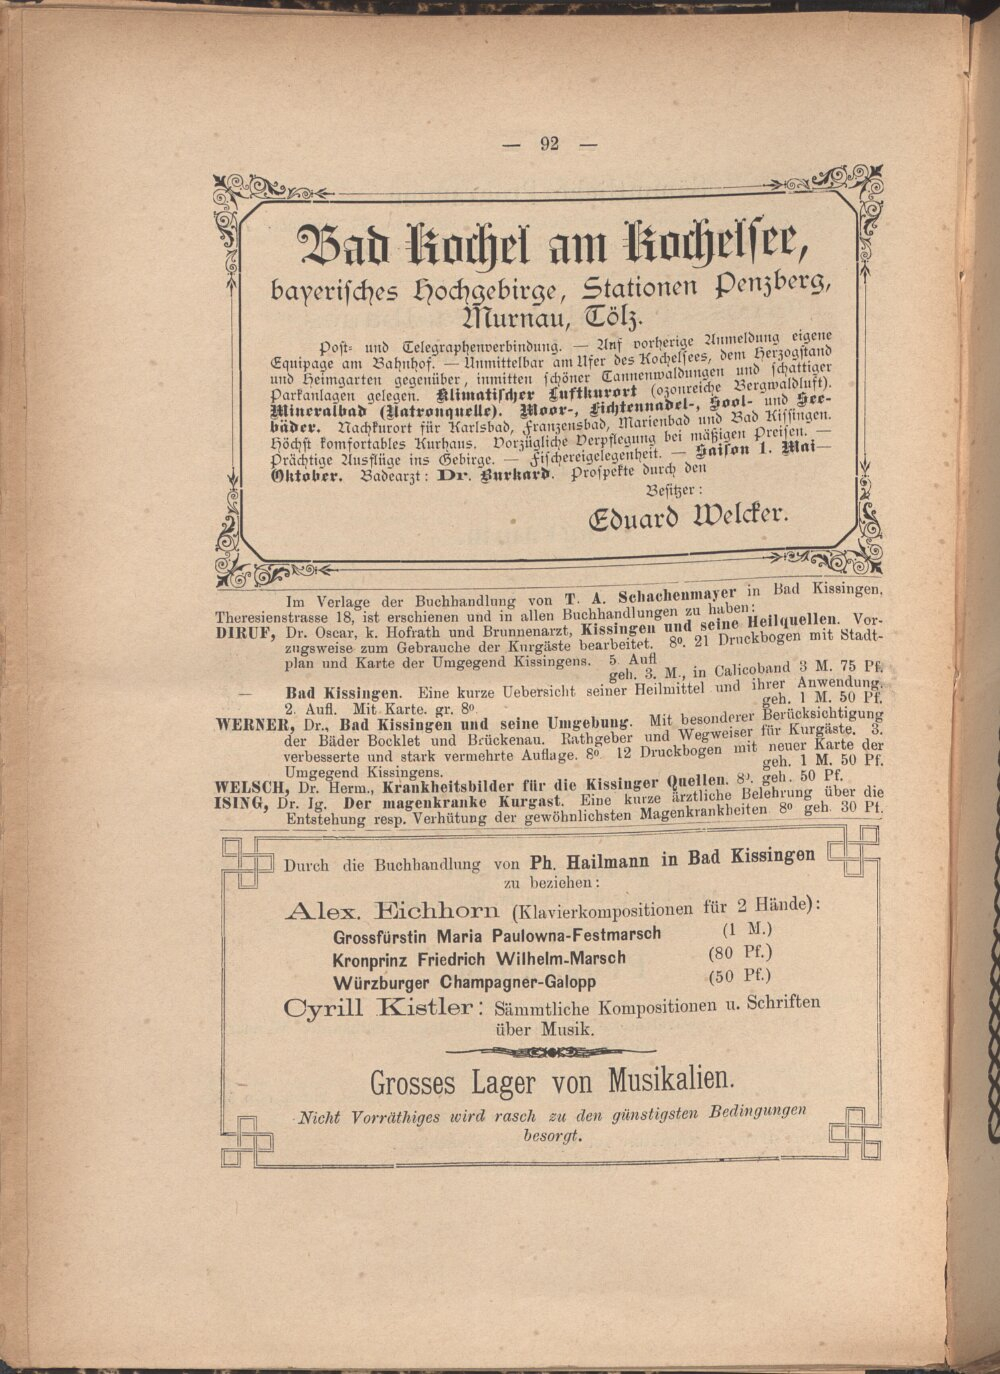 — 92 —
Bad Kochel am Kochelsee,
bayerisches Hochgebirge, Stationen Penzberg,
Murnau, Tölz.
Post- und Telegraphenverbindung. — Auf vorherige Anmeldung eigene
Equipage am Bahnhof. — Unmittelbar am Ufer des Kochelsees, dem Herzogstand
und Heimgarten gegenüber, inmitten schöner Tannenwaldungen und schattiger
Parkanlagen gelegen. Klimatischer Luftkurort (ozonreiche Bergwaldluft).
Mineralbad (Natronquelle). Moor-, Fichtennadel-, Sool- und See-
bäder. Nachkurort für Karlsbad, Franzensbad, Marienbad und Bad Kissingen.
Höchst komfortables Kurhaus. Vorzügliche Verpflegung bei mäßigen Preisen. —
Prächtige Ausflüge ins Gebirge. — Fischereigelegenheit. — Saison 1. Mai—
Oktober. Badearzt: Dr. Burkard. Prospekte durch den
Besitzer:
Eduard Welcker.
Im Verlage der Buchhandlung von T. A. Schachenmayer in Bad Kissingen,
Theresienstrasse 18, ist erschienen und in allen Buchhandlungen zu haben:
DIRUF, Dr. Oscar, k. Hofrath und Brunnenarzt, Kissingen und seine Heilquellen. Vor-
zugsweise zum Gebrauche der Kurgäste bearbeitet. 8º. 21 Druckbogen mit Stadt-
plan und Karte der Umgegend Kissingens. 5. Aufl
geh. 3. M., in Calicoband 3 M. 75 Pf.
— Bad Kissingen. Eine kurze Uebersicht seiner Heilmittel und ihrer Anwendung.
2. Aufl. Mit Karte. gr. 8º. geh. 1 M. 50 Pf.
WERNER, Dr., Bad Kissingen und seine Umgebung. Mit besonderer Berücksichtigung
der Bäder Bocklet und Brückenau. Rathgeber und Wegweiser für Kurgäste. 3.
verbesserte und stark vermehrte Auflage. 8º. 12 Druckbogen mit neuer Karte der
Umgegend Kissingens. geh. 1 M. 50 Pf.
WELSCH, Dr. Herm., Krankheitsbilder für die Kissinger Quellen. 8º. geh. 50 Pf.
ISING, Dr. Ig. Der magenkranke Kurgast. Eine kurze ärztliche Belehrung über die
Entstehung resp. Verhütung der gewöhnlichsten Magenkrankheiten 8º geh 30 Pf.
Durch die Buchhandlung von Ph. Hailmann in Bad Kissingen
zu beziehen:
Alex. Eichhorn (Klavierkompositionen für 2 Hände):
Grossfürstin Maria Paulowna-Festmarsch (1 M.)
Kronprinz Friedrich Wilhelm-Marsch (80 Pf.)
Würzburger Champagner-Galopp (50 Pf.)
Cyrill Kistler: Sämmtliche Kompositionen u. Schriften
über Musik.
Grosses Lager von Musikalien.
Nicht Vorräthiges wird rasch zu den günstigsten Bedingungen
besorgt.